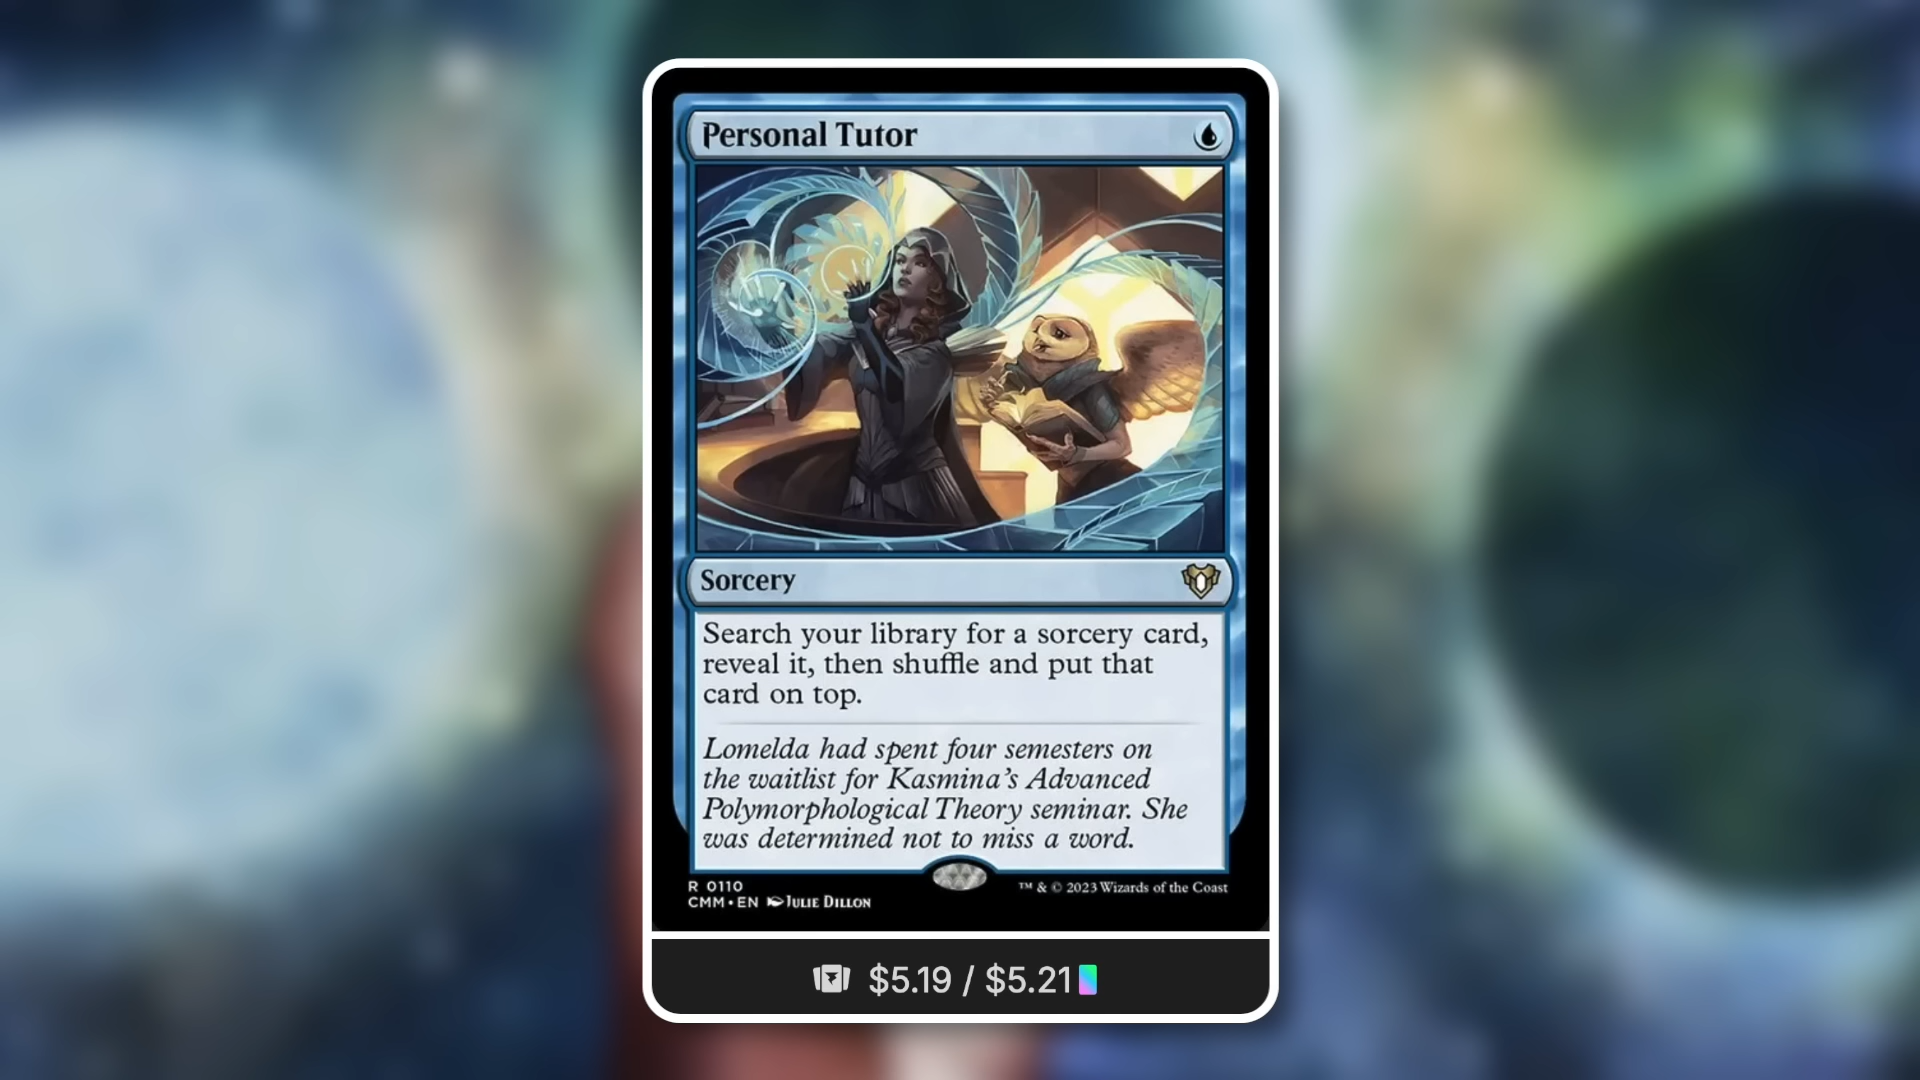 Personal Tutor
Sorcery
Search your library for a sorcery card,
reveal it, then shuffle and put that
card on top.
Lomelda had spent four semesters on
the waitlist for Kasmina's Advanced
Polymorphological Theory seminar. She
was determined not to miss a word.
R 0110
CMM • EN Julie Dillon
™ & © 2023 Wizards of the Coast
$5.19 / $5.21